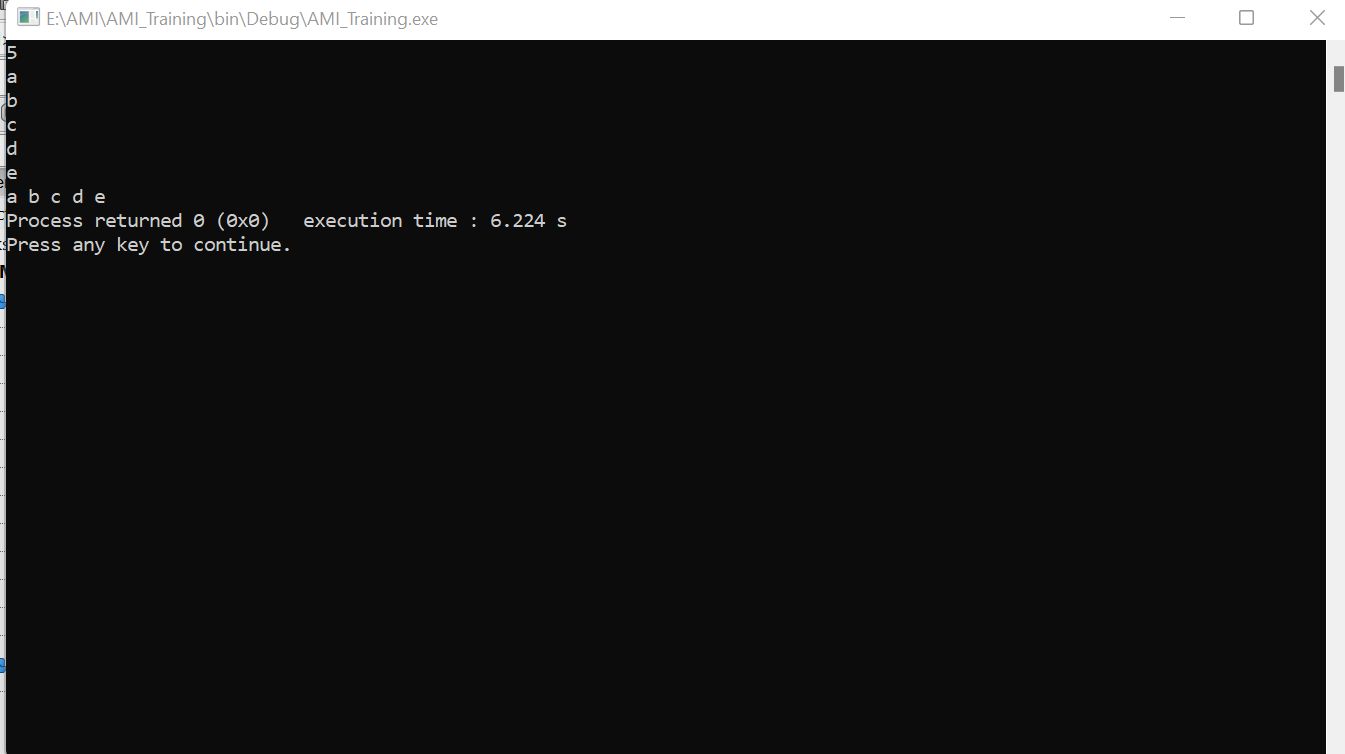 E:\AMI\AMI_Training\bin\Debug\AMI_Training.exe
5
a
b
c
d
e
a b c d e
Process returned 0 (0x0)   execution time : 6.224 s
Press any key to continue.